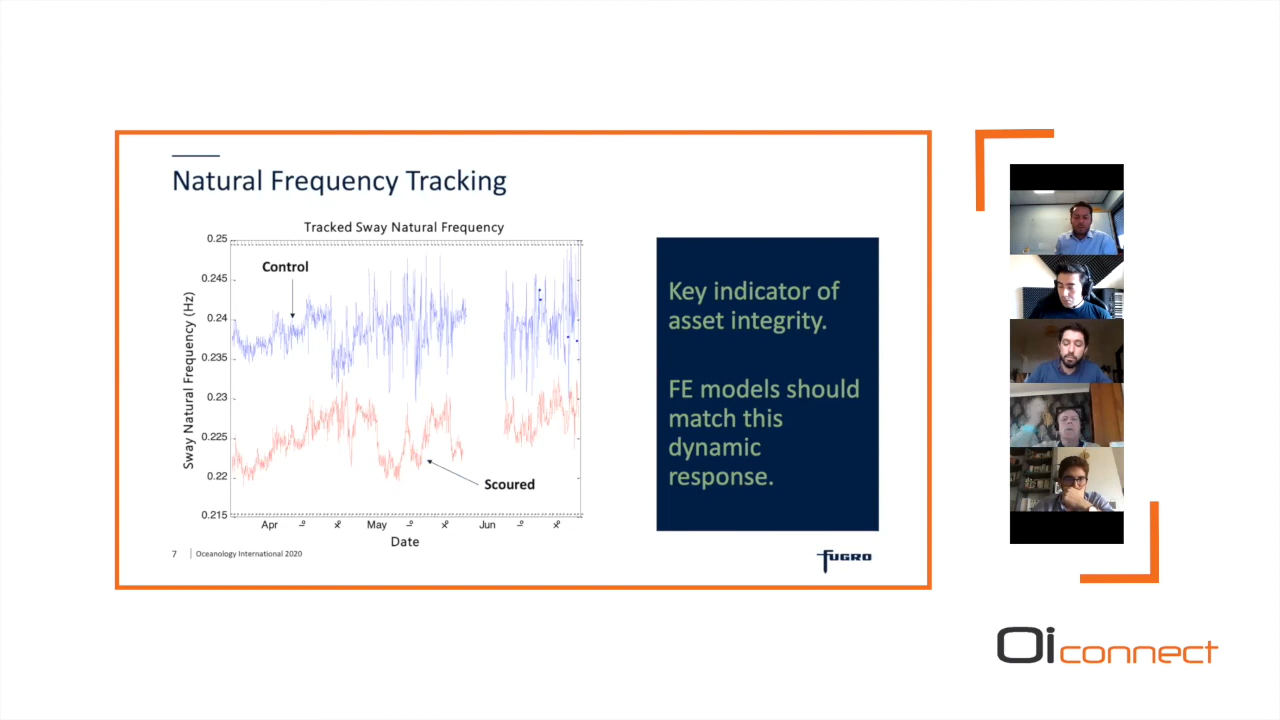 Natural Frequency Tracking
Tracked Sway Natural Frequency
0.25
0.245
0.24
0.235
0.23
0.225
0.22
0.215
Sway Natural Frequency (Hz)
Control
Scoured
Apr
May
Jun
Date
Key indicator of
asset integrity.
FE models should
match this
dynamic
response.
7
Oceanology International 2020
FUGRO
Oi connect